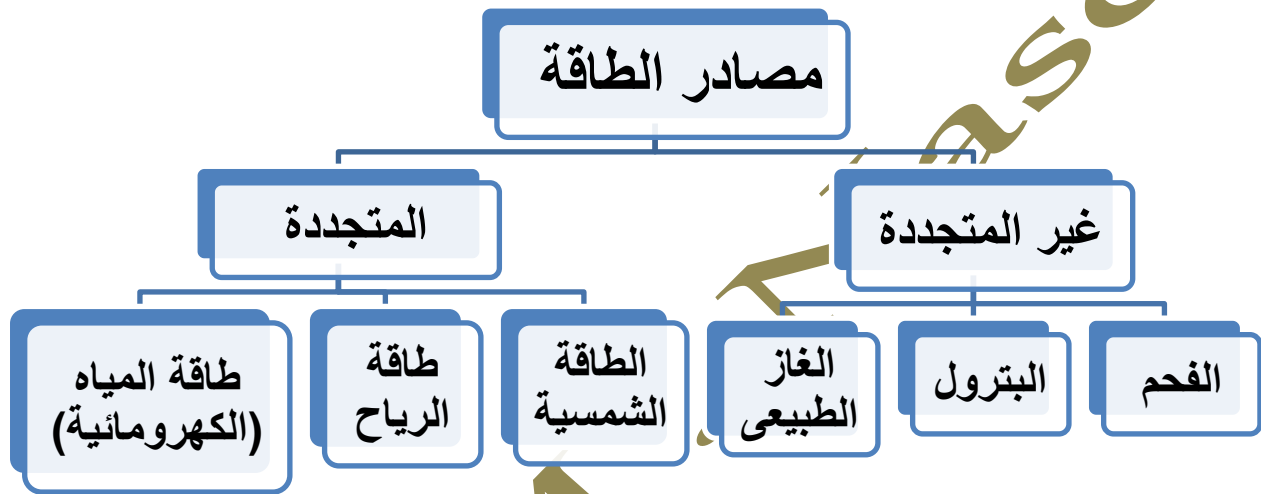 مصادر الطاقة
غير المتجددة
المتجددة
الفحم
البترول
الغاز
الطبيعى
الطاقة
الشمسية
طاقة
الرياح
طاقة المياه
(الكهرومائية)